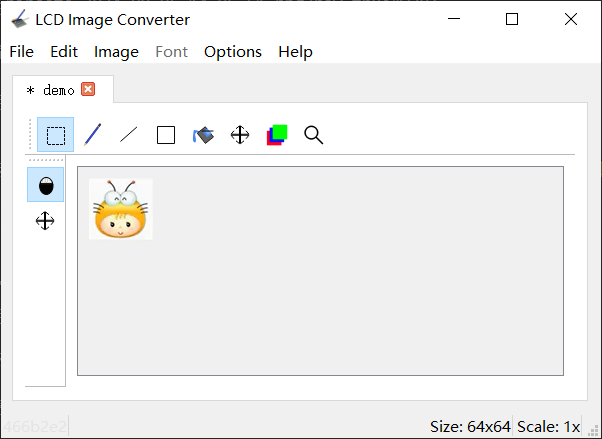 LCD Image Converter
File Edit Image Font Options Help
* demo
466b2e2 Size: 64x64 Scale: 1x